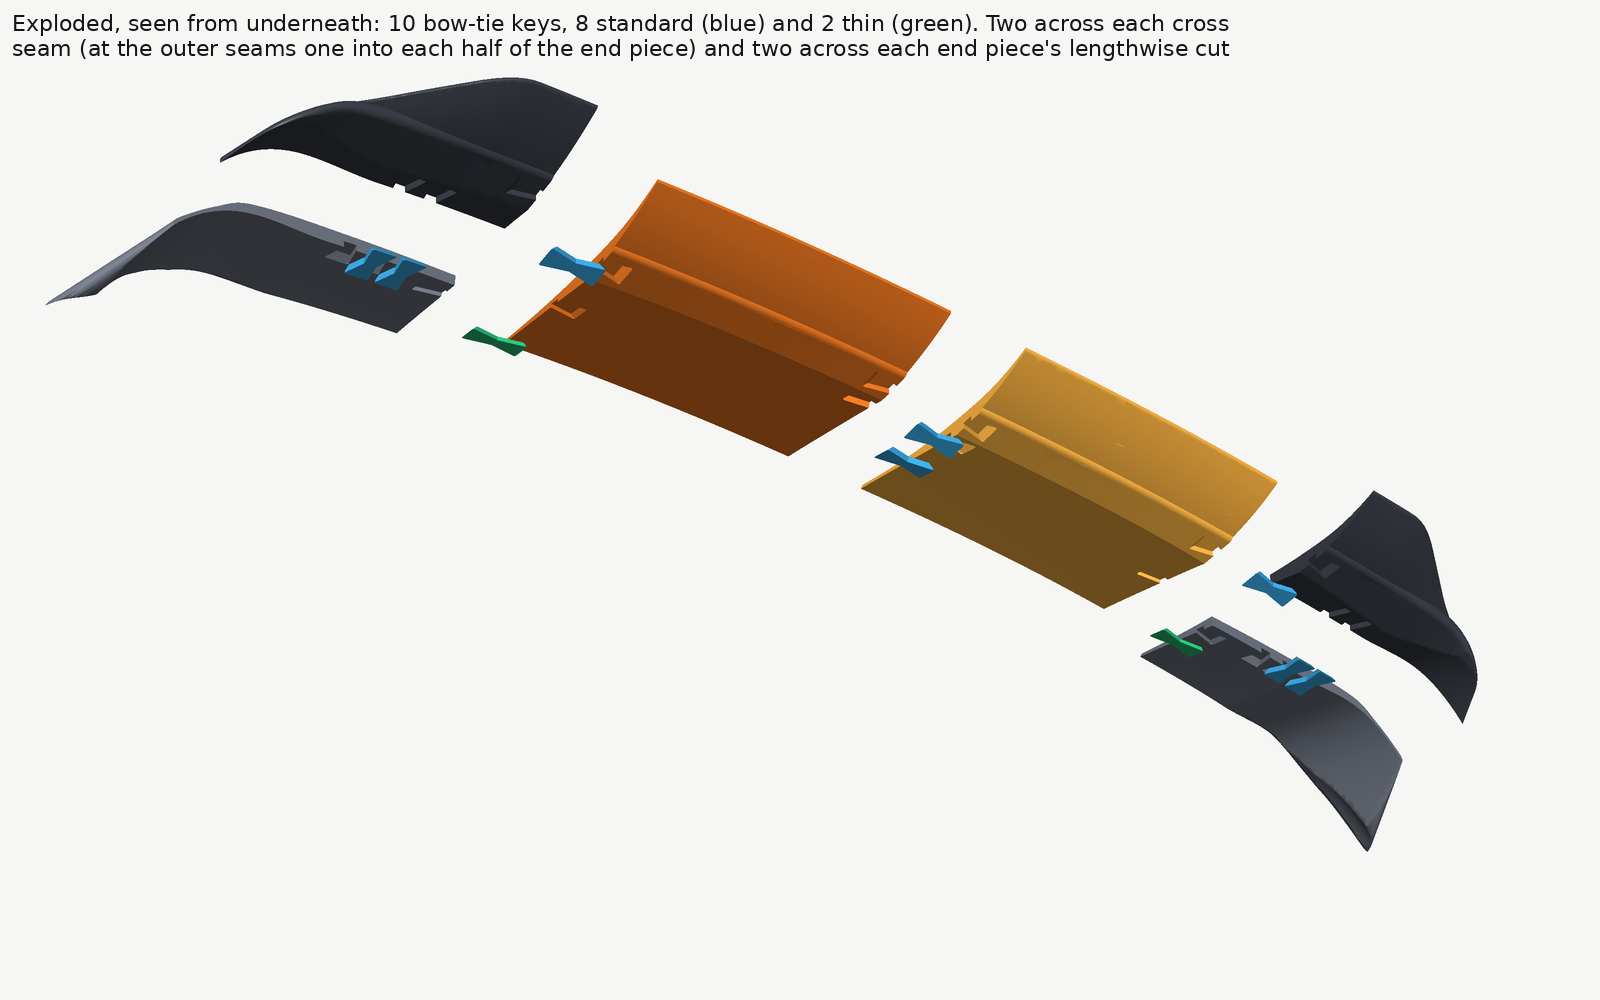 Exploded, seen from underneath: 10 bow-tie keys, 8 standard (blue) and 2 thin (green). Two across each cross
seam (at the outer seams one into each half of the end piece) and two across each end piece's lengthwise cut